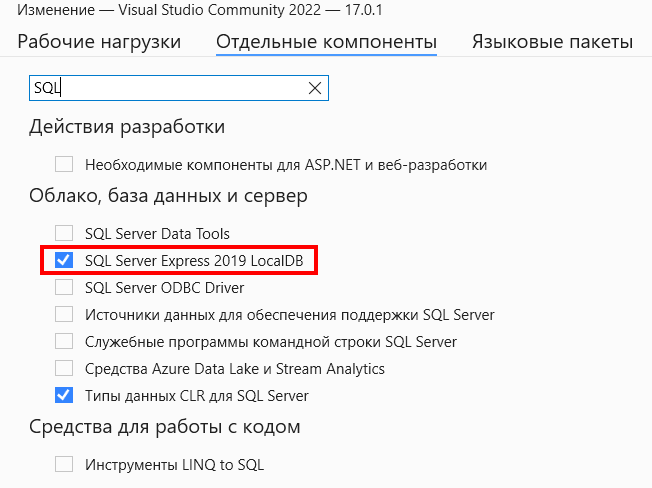 Изменение — Visual Studio Community 2022 — 17.0.1
Рабочие нагрузки Отдельные компоненты Языковые пакеты
SQL
Действия разработки
Необходимые компоненты для ASP.NET и веб-разработки
Облако, база данных и сервер
SQL Server Data Tools
SQL Server Express 2019 LocalDB
SQL Server ODBC Driver
Источники данных для обеспечения поддержки SQL Server
Служебные программы командной строки SQL Server
Средства Azure Data Lake и Stream Analytics
Типы данных CLR для SQL Server
Средства для работы с кодом
Инструменты LINQ to SQL